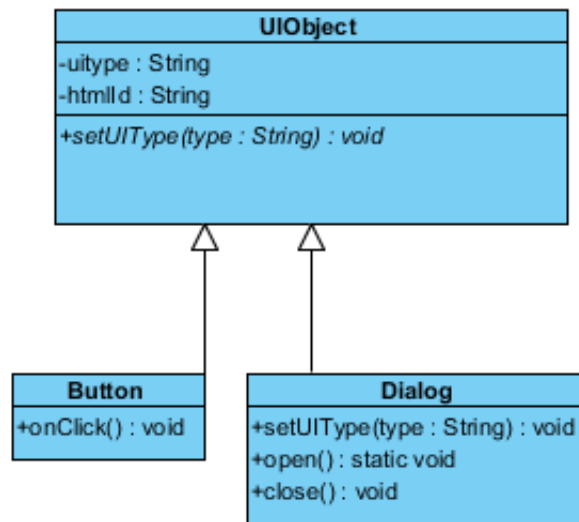 UIObject
-uitype : String
-htmlId : String
+setUIType(type : String) : void
Button
+onClick() : void
Dialog
+setUIType(type : String) : void
+open() : static void
+close() : void